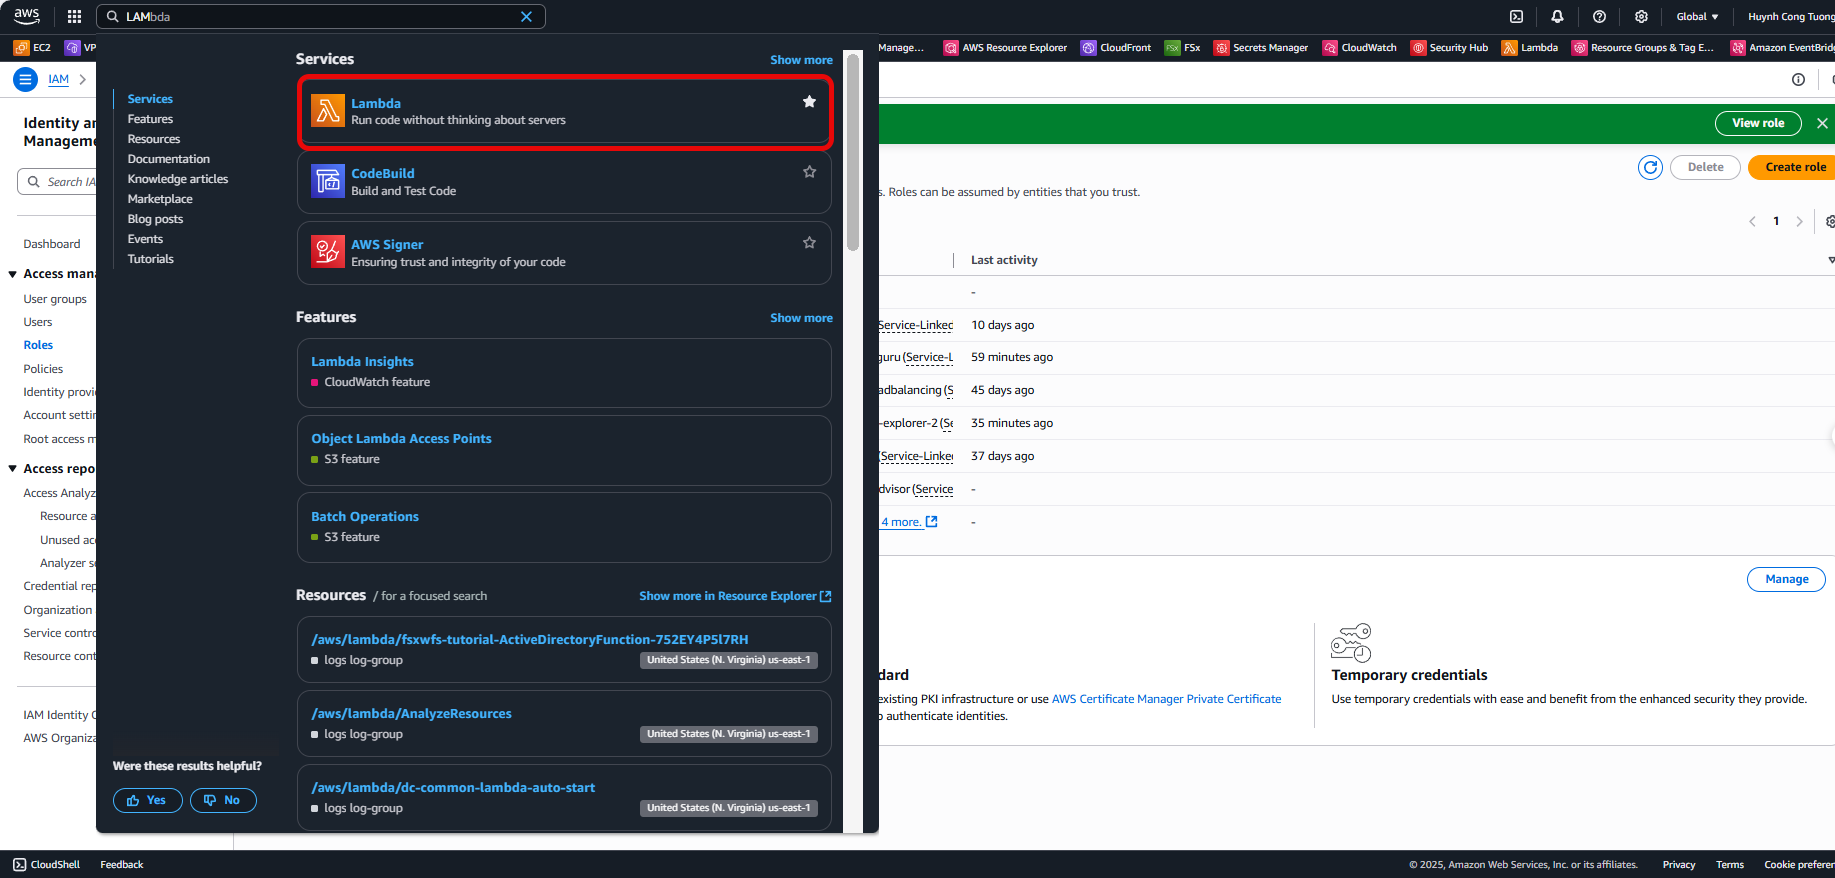 aws
LAMbda
Global ▼
Huynh Cong Tuong
EC2
VP
Manage...
AWS Resource Explorer
CloudFront
FSx
FSx
Secrets Manager
CloudWatch
Security Hub
Lambda
Resource Groups & Tag E...
Amazon EventBridg
IAM
Identity an
Manageme
Search IA
Dashboard
Access mana
User groups
Users
Roles
Policies
Identity provi
Account settin
Root access m
Access repo
Access Analyz
Resource a
Unused acc
Analyzer se
Credential rep
Organization
Service contro
Resource cont
IAM Identity C
AWS Organiza
Services
Features
Resources
Documentation
Knowledge articles
Marketplace
Blog posts
Events
Tutorials
Were these results helpful?
Yes
No
Services
Show more
Lambda
Run code without thinking about servers
CodeBuild
Build and Test Code
AWS Signer
Ensuring trust and integrity of your code
Features
Show more
Lambda Insights
CloudWatch feature
Object Lambda Access Points
S3 feature
Batch Operations
S3 feature
Resources / for a focused search
Show more in Resource Explorer
/aws/lambda/fsxwfs-tutorial-ActiveDirectoryFunction-752EY4P5l7RH
logs log-group
United States (N. Virginia) us-east-1
/aws/lambda/AnalyzeResources
logs log-group
United States (N. Virginia) us-east-1
/aws/lambda/dc-common-lambda-auto-start
logs log-group
United States (N. Virginia) us-east-1
View role
Delete
Create role
s. Roles can be assumed by entities that you trust.
1
Last activity
-
Service-Linked
10 days ago
guru (Service-L
59 minutes ago
adbalancing (S
45 days ago
-explorer-2 (Se
35 minutes ago
(Service-Linked
37 days ago
dvisor (Service
-
4 more.
-
Manage
dard
existing PKI infrastructure or use AWS Certificate Manager Private Certificate
o authenticate identities.
Temporary credentials
Use temporary credentials with ease and benefit from the enhanced security they provide.
CloudShell
Feedback
© 2025, Amazon Web Services, Inc. or its affiliates.
Privacy
Terms
Cookie preferen